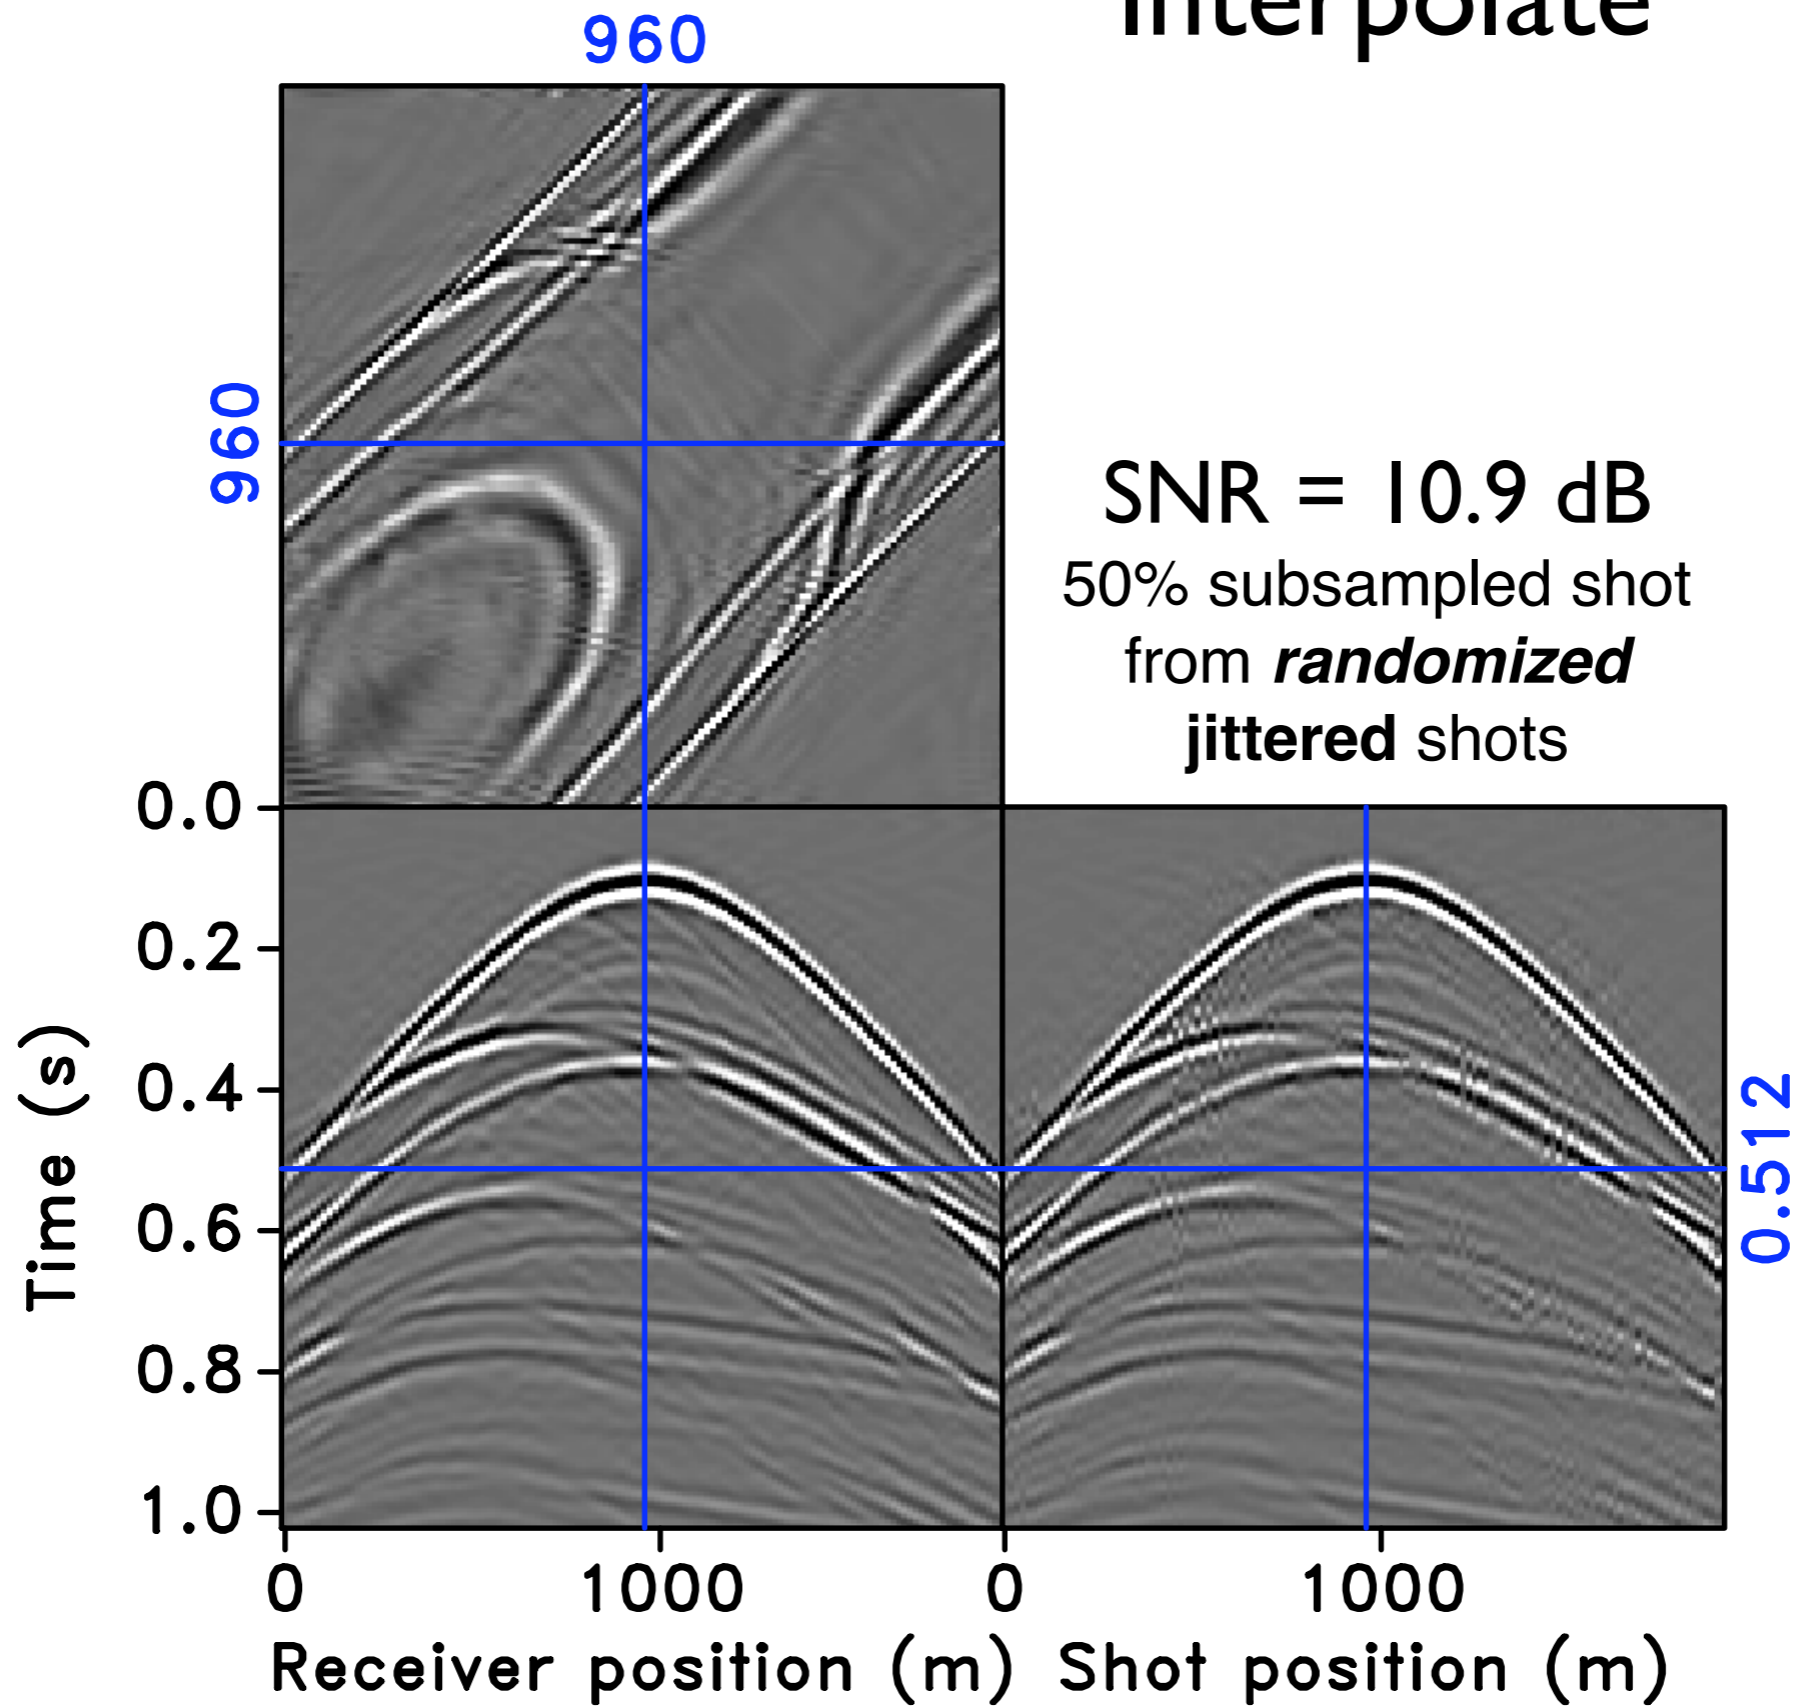 Interpolate
960
960
SNR = 10.9 dB
50% subsampled shot
from randomized
jittered shots
0.0
0.2
0.4
0.6
0.8
1.0
Time (s)
0.512
0 1000 0 1000
Receiver position (m) Shot position (m)